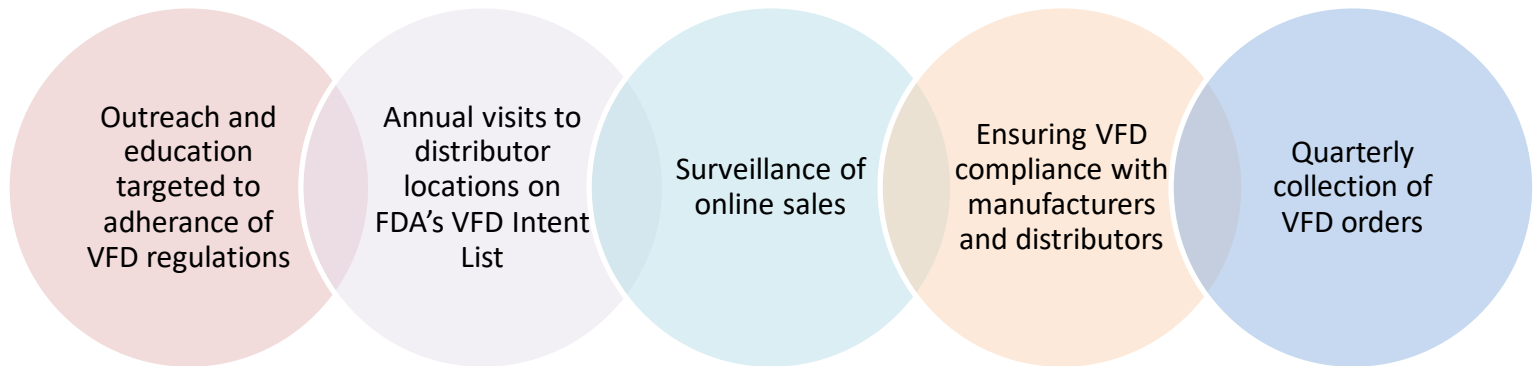 Outreach and
education
targeted to
adherance of
VFD regulations
Annual visits to
distributor
locations on
FDA's VFD Intent
List
Surveillance of
online sales
Ensuring VFD
compliance with
manufacturers
and distributors
Quarterly
collection of
VFD orders